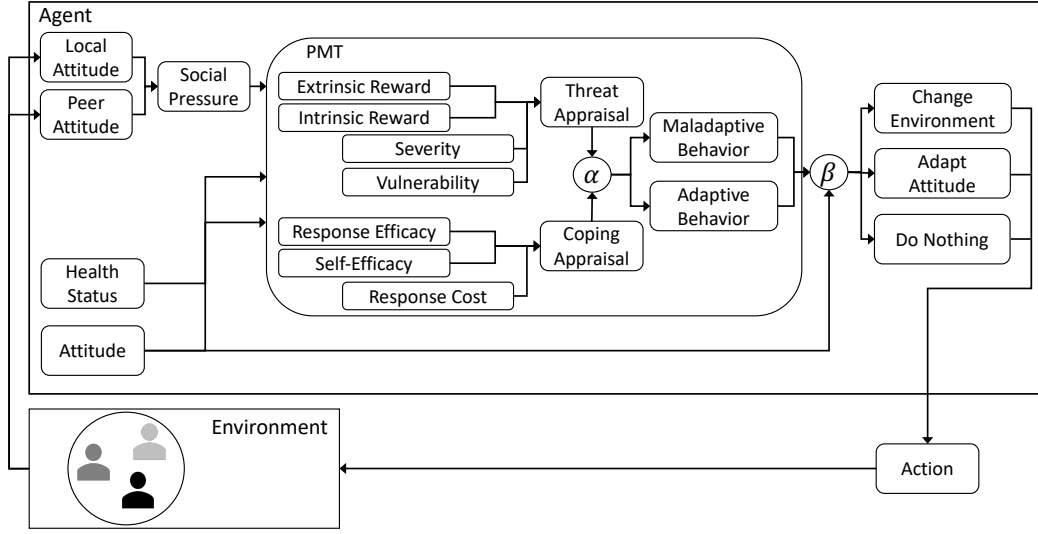 Agent
Local
Attitude
Peer
Attitude
Social
Pressure
Health
Status
Attitude
PMT
Extrinsic Reward
Intrinsic Reward
Severity
Vulnerability
Response Efficacy
Self-Efficacy
Response Cost
Threat
Appraisal
α
Coping
Appraisal
Maladaptive
Behavior
Adaptive
Behavior
β
Change
Environment
Adapt
Attitude
Do Nothing
Environment
Action